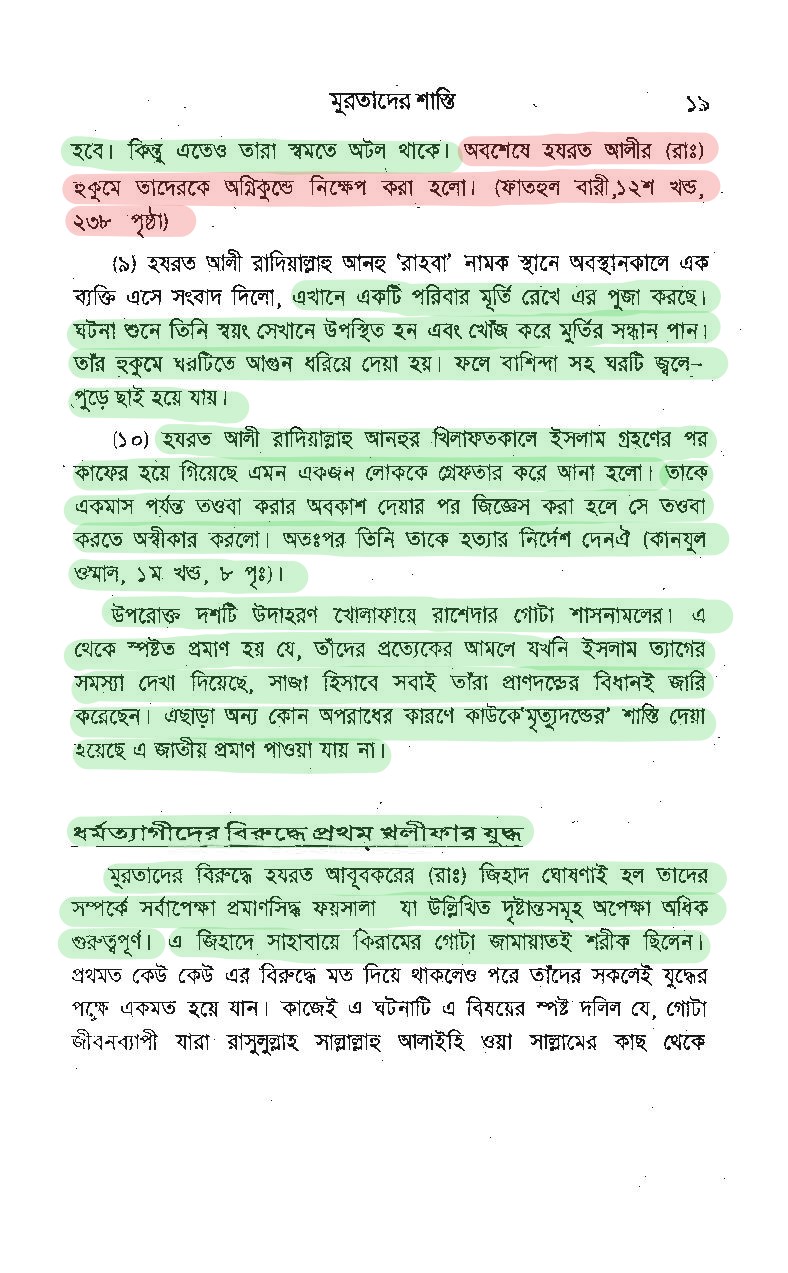 মুরতাদের শাস্তি ১৯
হবে। কিন্তু এতেও তারা স্বমতে অটল থাকে। অবশেষে হযরত আলীর (রাঃ)
হুকুমে তাদেরকে অগ্নিকুন্ডে নিক্ষেপ করা হলো। (ফাতহুল বারী,১২শ খন্ড,
২৩৮ পৃষ্ঠা)
(৯) হযরত আলী রাদিয়াল্লাহু আনহু ‘রাহবা’ নামক স্থানে অবস্থানকালে এক
ব্যক্তি এসে সংবাদ দিলো, এখানে একটি পরিবার মূর্তি রেখে এর পুজা করছে।
ঘটনা শুনে তিনি স্বয়ং সেখানে উপস্থিত হন এবং খোঁজ করে মুর্তির সন্ধান পান।
তাঁর হুকুমে ঘরটিতে আগুন ধরিয়ে দেয়া হয়। ফলে বাশিন্দা সহ ঘরটি জ্বলে-
পুড়ে ছাই হয়ে যায়।
(১০) হযরত আলী রাদিয়াল্লাহু আনহুর খিলাফতকালে ইসলাম গ্রহণের পর
কাফের হয়ে গিয়েছে এমন একজন লোককে গ্রেফতার করে আনা হলো। তাকে
একমাস পর্যন্ত তওবা করার অবকাশ দেয়ার পর জিজ্ঞেস করা হলে সে তওবা
করতে অস্বীকার করলো। অতঃপর তিনি তাকে হত্যার নির্দেশ দেনঐ (কানযুল
ওমাল, ১ম খন্ড, ৮ পৃঃ)।
উপরোক্ত দশটি উদাহরণ খোলাফায়ে রাশেদার গোটা শাসনামলের। এ
থেকে স্পষ্টত প্রমাণ হয় যে, তাঁদের প্রত্যেকের আমলে যখনি ইসলাম ত্যাগের
সমস্যা দেখা দিয়েছে, সাজা হিসাবে সবাই তাঁরা প্রাণদন্ডের বিধানই জারি
করেছেন। এছাড়া অন্য কোন অপরাধের কারণে কাউকে‘মৃত্যুদন্ডের’ শাস্তি দেয়া
হয়েছে এ জাতীয় প্রমাণ পাওয়া যায় না।
ধর্মত্যাগীদের বিরুদ্ধে প্রথম খলীফার যুদ্ধ
মুরতাদের বিরুদ্ধে হযরত আবূবকরের (রাঃ) জিহাদ ঘোষণাই হল তাদের
সম্পর্কে সর্বাপেক্ষা প্রমাণসিদ্ধ ফয়সালা যা উল্লিখিত দৃষ্টান্তসমূহ অপেক্ষা অধিক
গুরুত্বপূর্ণ। এ জিহাদে সাহাবায়ে কিরামের গোটা জামায়াতই শরীক ছিলেন।
প্রথমত কেউ কেউ এর বিরুদ্ধে মত দিয়ে থাকলেও পরে তাঁদের সকলেই যুদ্ধের
পক্ষে একমত হয়ে যান। কাজেই এ ঘটনাটি এ বিষয়ের স্পষ্ট দলিল যে, গোটা
জীবনব্যাপী যারা রাসুলুল্লাহ সাল্লাল্লাহু আলাইহি ওয়া সাল্লামের কাছ থেকে